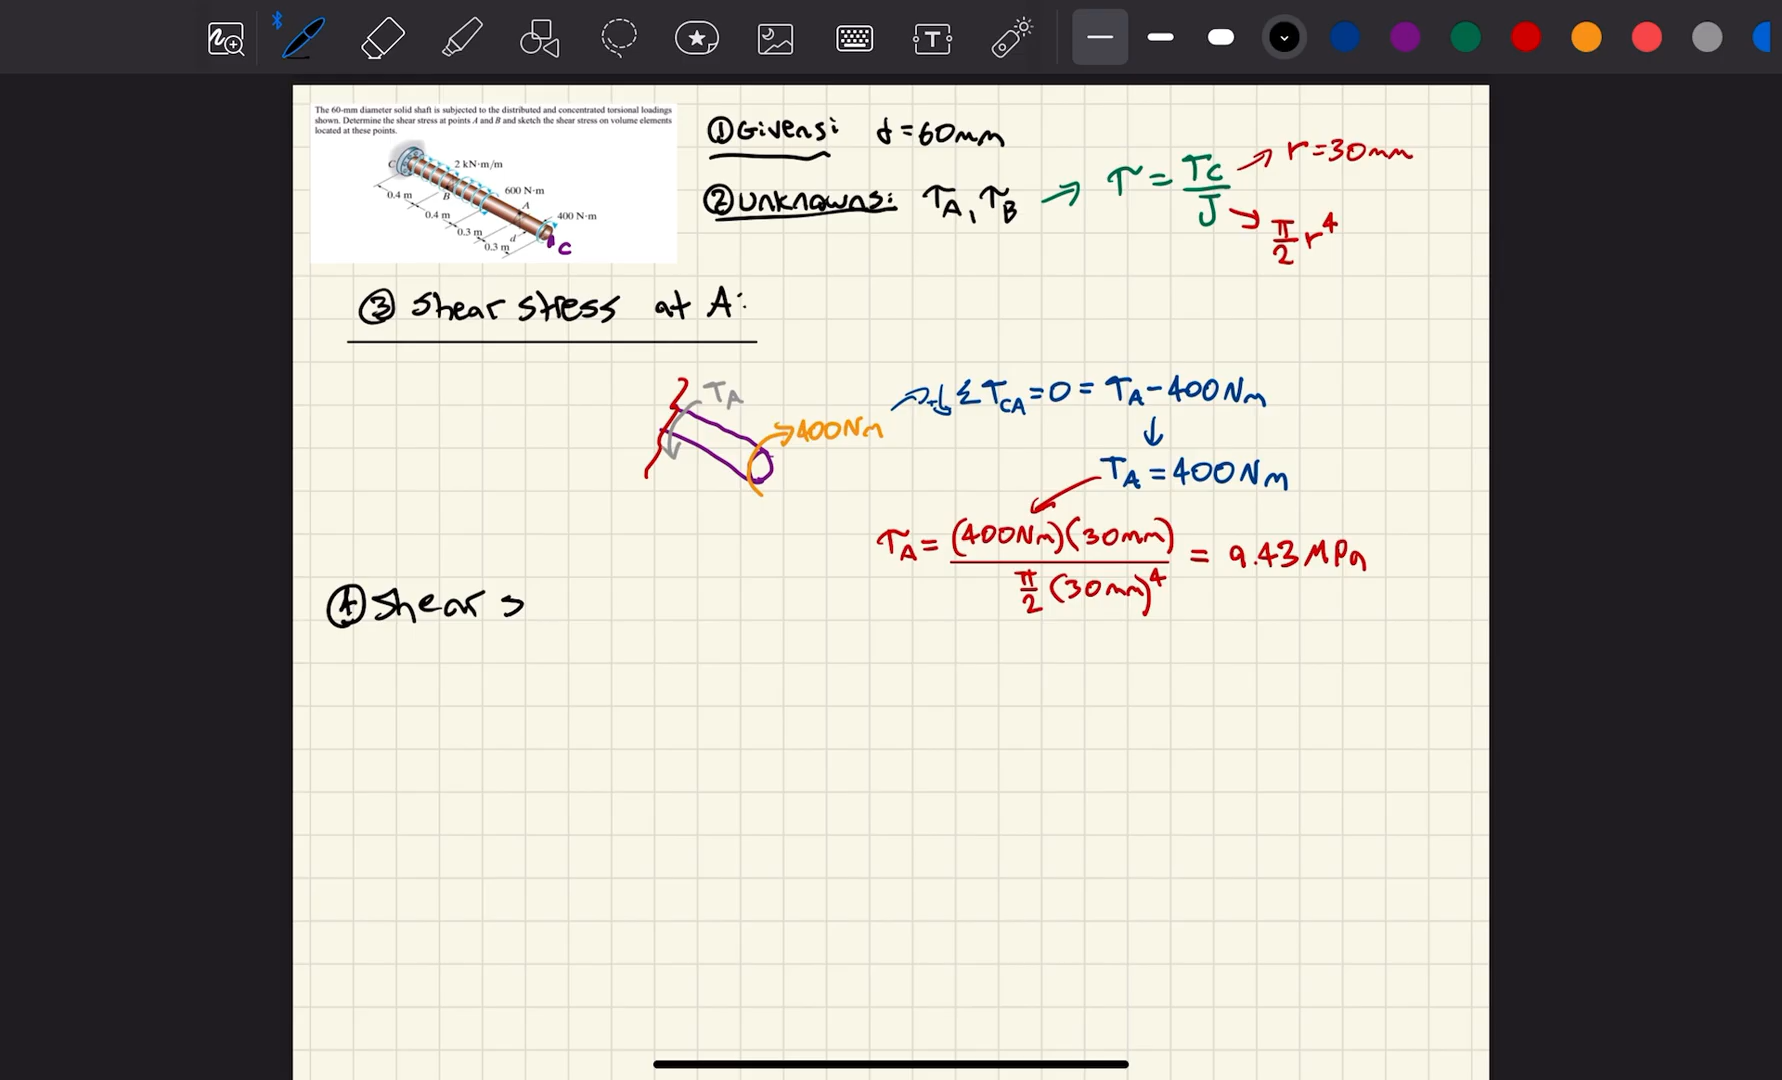 The 60-mm diameter solid shaft is subjected to the distributed and concentrated torsional loadings
shown. Determine the shear stress at points A and B and sketch the shear stress on volume elements
located at these points.
C
2 kN·m/m
0.4 m
B
600 N·m
0.4 m
A
400 N·m
0.3 m
d
0.3 m
C
① Givens: d = 60mm
② Unknowns: τA, τB → τ = Tc/J
→ r = 30mm
→ π/2 r⁴
③ Shear stress at A:
TA
400Nm
→ + ΣTCA = 0 = TA - 400Nm
↓
TA = 400Nm
τA = (400Nm)(30mm) / π/2 (30mm)⁴ = 9.43 MPa
④ Shear s
T